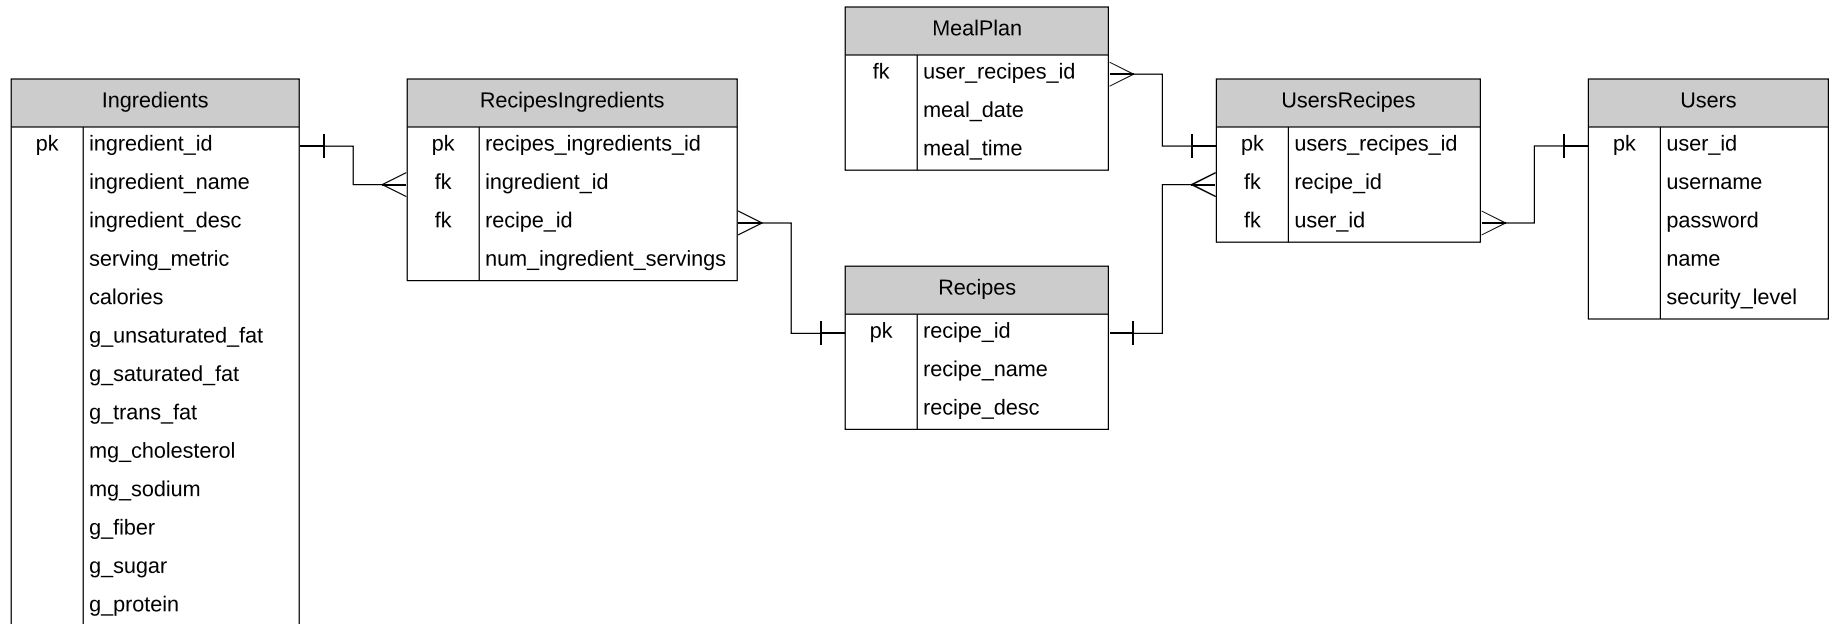 Ingredients
pk ingredient_id
ingredient_name
ingredient_desc
serving_metric
calories
g_unsaturated_fat
g_saturated_fat
g_trans_fat
mg_cholesterol
mg_sodium
g_fiber
g_sugar
g_protein
RecipesIngredients
pk recipes_ingredients_id
fk ingredient_id
fk recipe_id
num_ingredient_servings
MealPlan
fk user_recipes_id
meal_date
meal_time
Recipes
pk recipe_id
recipe_name
recipe_desc
UsersRecipes
pk users_recipes_id
fk recipe_id
fk user_id
Users
pk user_id
username
password
name
security_level